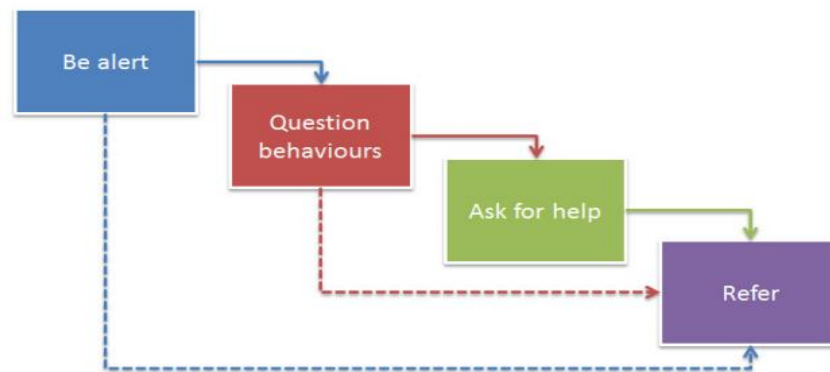 Be alert
Question
behaviours
Ask for help
Refer